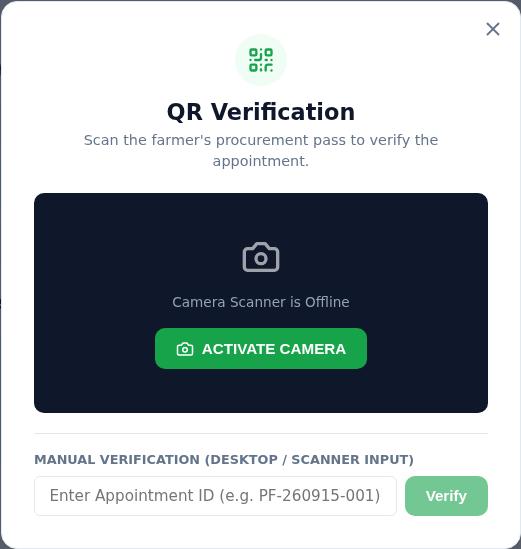 QR Verification
Scan the farmer's procurement pass to verify the
appointment.
Camera Scanner is Offline
ACTIVATE CAMERA
MANUAL VERIFICATION (DESKTOP / SCANNER INPUT)
Enter Appointment ID (e.g. PF-260915-001)
Verify